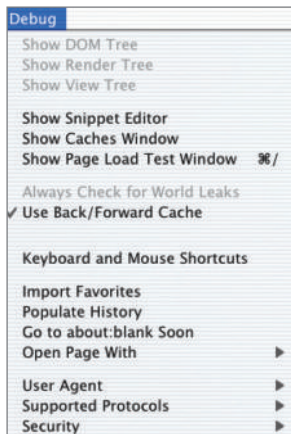 Debug
Show DOM Tree
Show Render Tree
Show View Tree
Show Snippet Editor
Show Caches Window
Show Page Load Test Window ⌘/
Always Check for World Leaks
✓ Use Back/Forward Cache
Keyboard and Mouse Shortcuts
Import Favorites
Populate History
Go to about:blank Soon
Open Page With ▶
User Agent ▶
Supported Protocols ▶
Security ▶